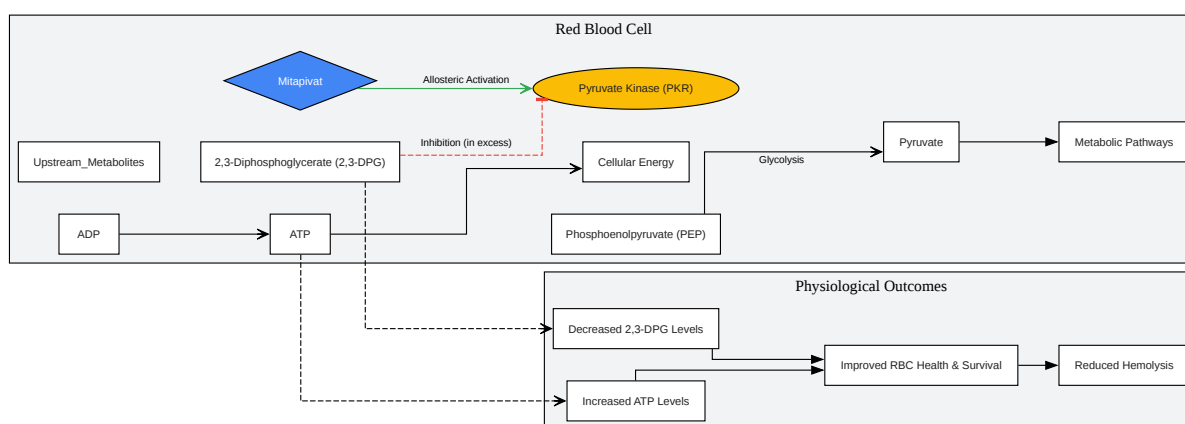 Red Blood Cell
Mitapivat
Allosteric Activation
Pyruvate Kinase (PKR)
Upstream_Metabolites
2,3-Diphosphoglycerate (2,3-DPG)
Inhibition (in excess)
Cellular Energy
Glycolysis
Pyruvate
Metabolic Pathways
ADP
ATP
Phosphoenolpyruvate (PEP)
Physiological Outcomes
Decreased 2,3-DPG Levels
Improved RBC Health & Survival
Reduced Hemolysis
Increased ATP Levels